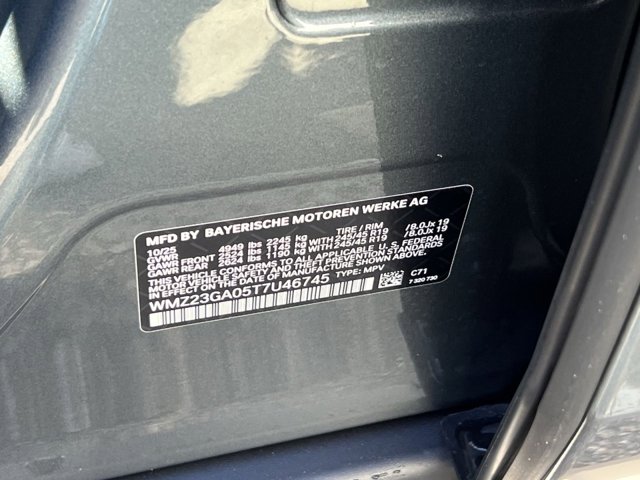 MFD BY BAYERISCHE MOTOREN WERKE AG
10/25 4949 lbs 2245 kg TIRE / RIM
GVWR
GAWR FRONT 2524 lbs 1145 kg WITH 245/45 R19 / 8.0Jx 19
GAWR REAR 2624 lbs 1190 kg WITH 245/45 R19 / 8.0Jx 19
THIS VEHICLE CONFORMS TO ALL APPLICABLE U. S. FEDERAL
MOTOR VEHICLE SAFETY AND THEFT PREVENTION STANDARDS
IN EFFECT ON THE DATE OF MANUFACTURE SHOWN ABOVE.
WMZ23GA05T7U46745 TYPE: MPV
C71
7 320 730